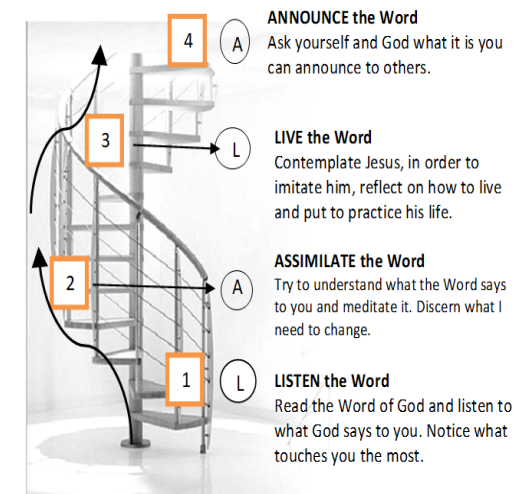 ANNOUNCE the Word
4
A
Ask yourself and God what it is you
can announce to others.
3
L
LIVE the Word
Contemplate Jesus, in order to
imitate him, reflect on how to live
and put to practice his life.
ASSIMILATE the Word
2
A
Try to understand what the Word says
to you and meditate it. Discern what I
need to change.
1
L
LISTEN the Word
Read the Word of God and listen to
what God says to you. Notice what
touches you the most.